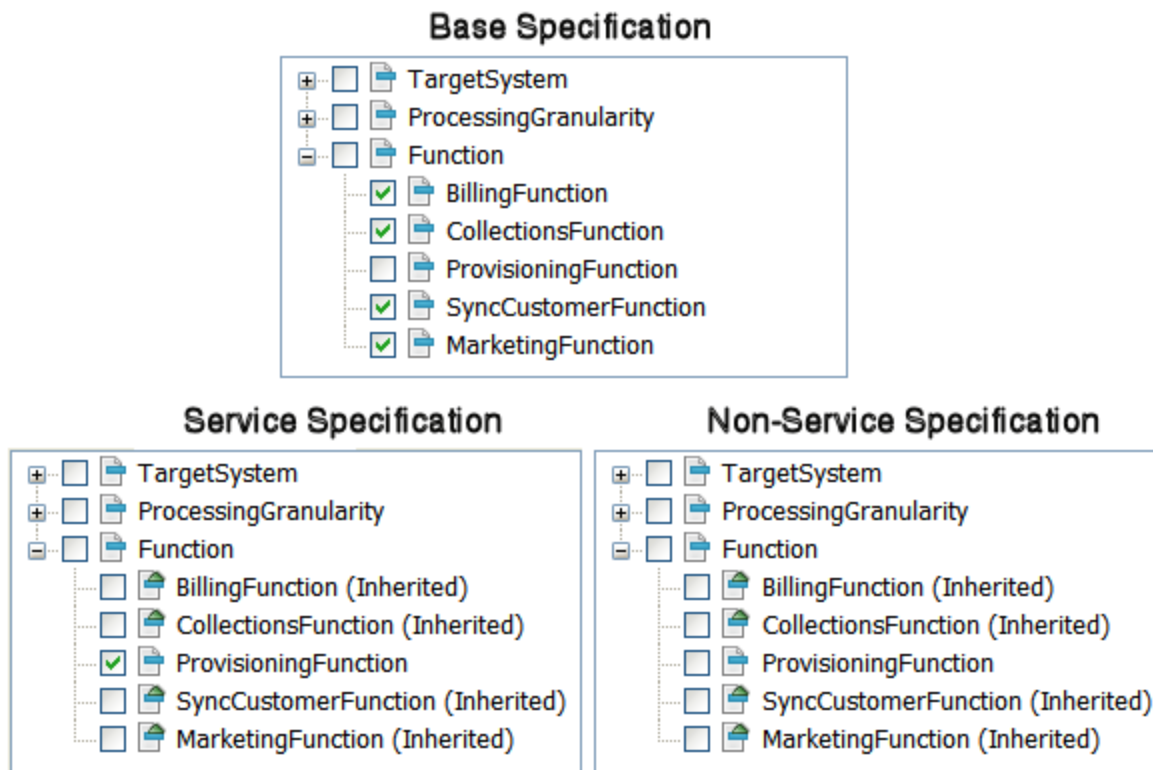 Base Specification
TargetSystem
ProcessingGranularity
Function
BillingFunction
CollectionsFunction
ProvisioningFunction
SyncCustomerFunction
MarketingFunction
Service Specification
TargetSystem
ProcessingGranularity
Function
BillingFunction (Inherited)
CollectionsFunction (Inherited)
ProvisioningFunction
SyncCustomerFunction (Inherited)
MarketingFunction (Inherited)
Non-Service Specification
TargetSystem
ProcessingGranularity
Function
BillingFunction (Inherited)
CollectionsFunction (Inherited)
ProvisioningFunction
SyncCustomerFunction (Inherited)
MarketingFunction (Inherited)